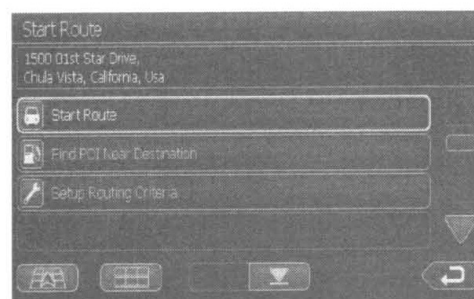 Start Route
1500 01st Star Drive,
Chula Vista, California, Usa
Start Route
Find POI Near Destination
Setup Routing Criteria